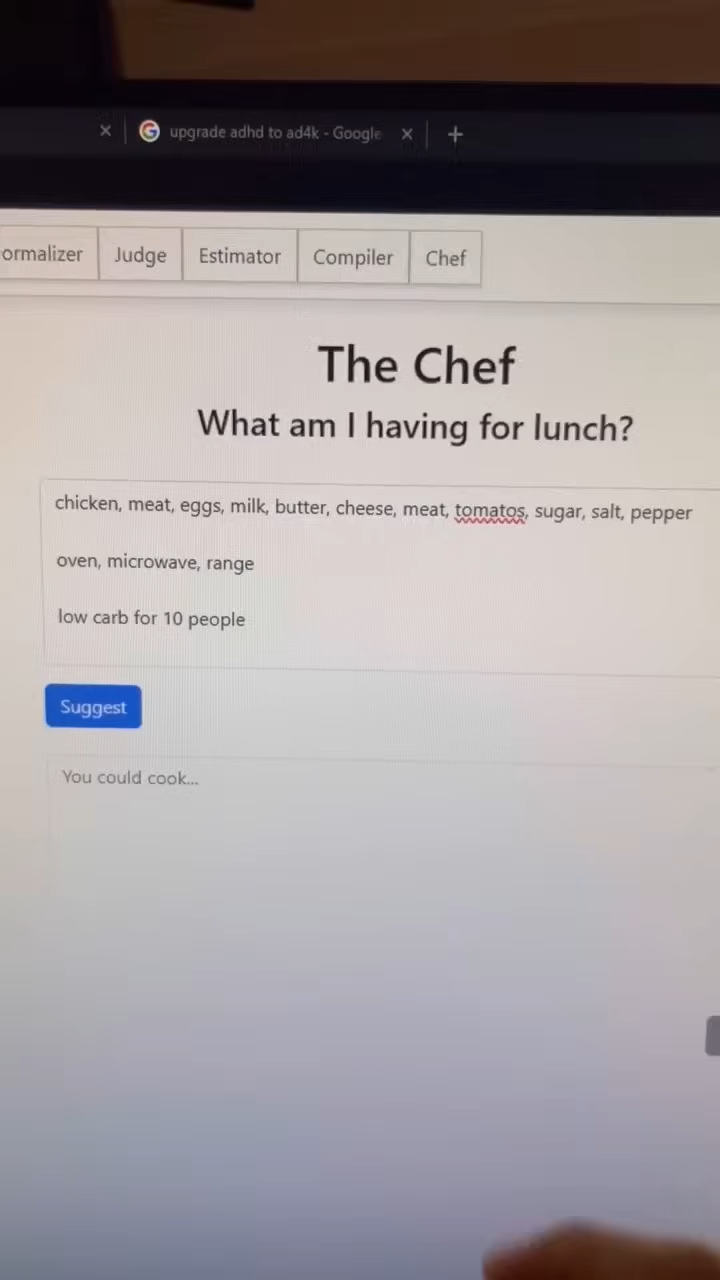 upgrade adhd to ad4k - Google
ormalizer Judge Estimator Compiler Chef
The Chef
What am I having for lunch?
chicken, meat, eggs, milk, butter, cheese, meat, tomatos, sugar, salt, pepper
oven, microwave, range
low carb for 10 people
Suggest
You could cook...